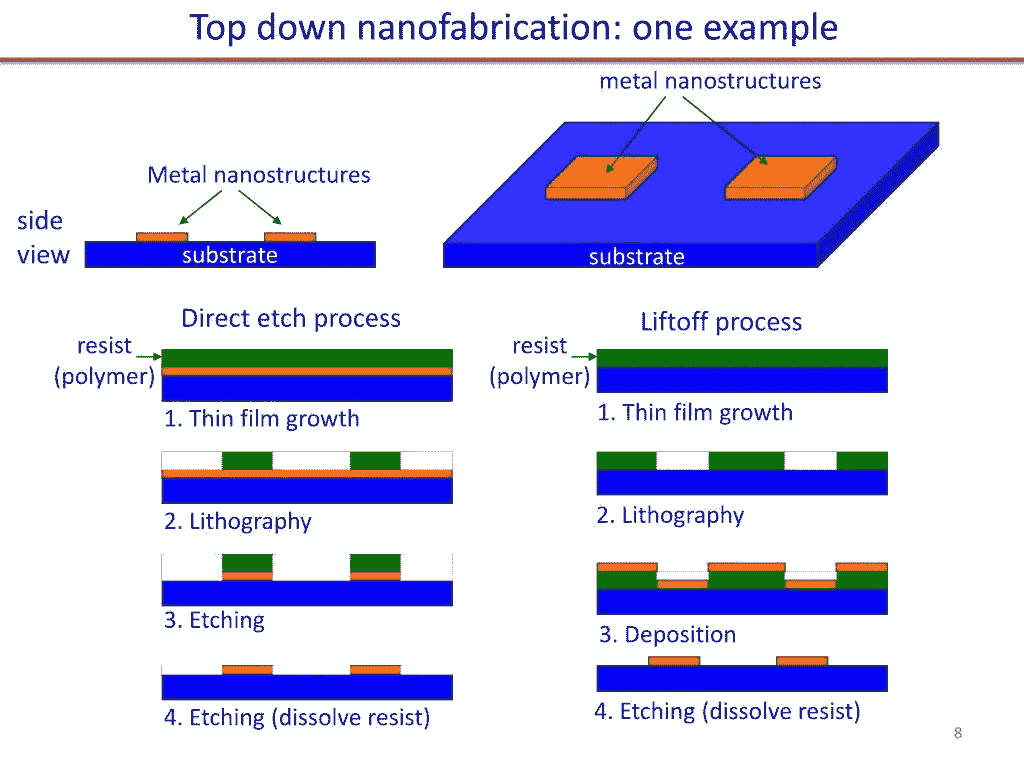 Top down nanofabrication: one example
metal nanostructures
Metal nanostructures
side
view
substrate
substrate
Direct etch process
resist
(polymer)
1. Thin film growth
2. Lithography
3. Etching
4. Etching (dissolve resist)
Liftoff process
resist
(polymer)
1. Thin film growth
2. Lithography
3. Deposition
4. Etching (dissolve resist)
8